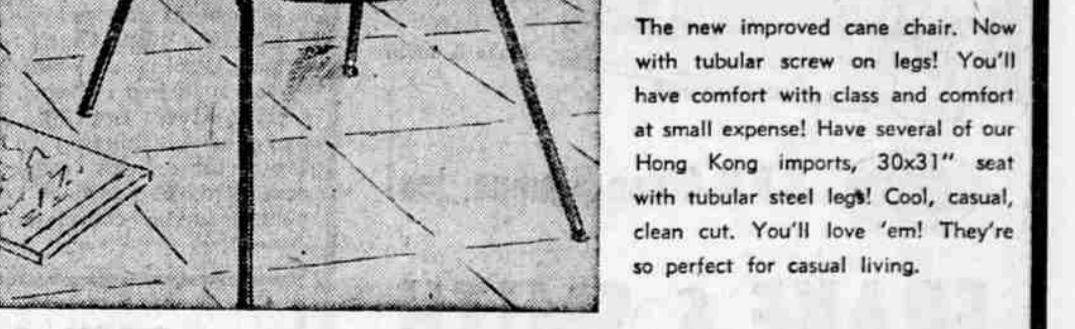 The new improved cane chair. Now
with tubular screw on legs! You'll
have comfort with class and comfort
at small expense! Have several of our
Hong Kong imports, 30x31" seat
with tubular steel legs! Cool, casual,
clean cut. You'll love 'em! They're
so perfect for casual living.